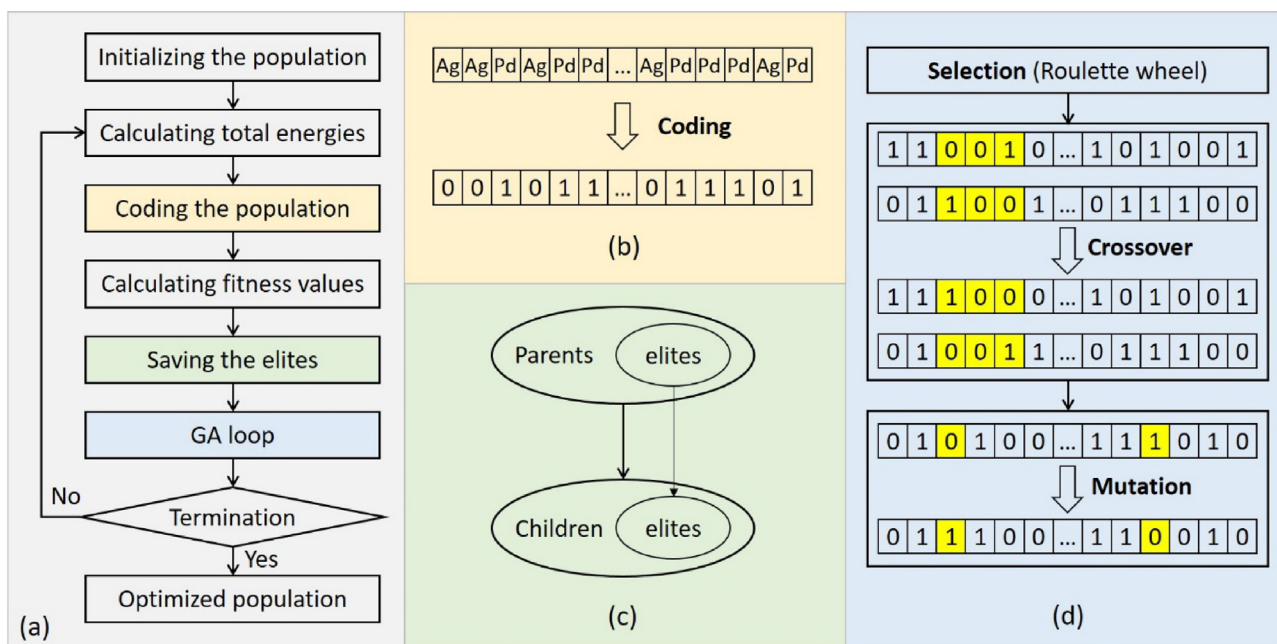 Initializing the population
Calculating total energies
Coding the population
Calculating fitness values
Saving the elites
GA loop
No
Termination
Yes
Optimized population
(a)
Ag Ag Pd Ag Pd Pd ... Ag Pd Pd Pd Ag Pd
Coding
0 0 1 0 1 1 ... 0 1 1 1 0 1
(b)
Parents elites
Children elites
(c)
Selection (Roulette wheel)
1 1 0 0 1 0 ... 1 0 1 0 0 1
0 1 1 0 0 1 ... 0 1 1 1 0 0
Crossover
1 1 1 0 0 0 ... 1 0 1 0 0 1
0 1 0 0 1 1 ... 0 1 1 1 0 0
0 1 0 1 0 0 ... 1 1 1 0 1 0
Mutation
0 1 1 1 0 0 ... 1 1 0 0 1 0
(d)